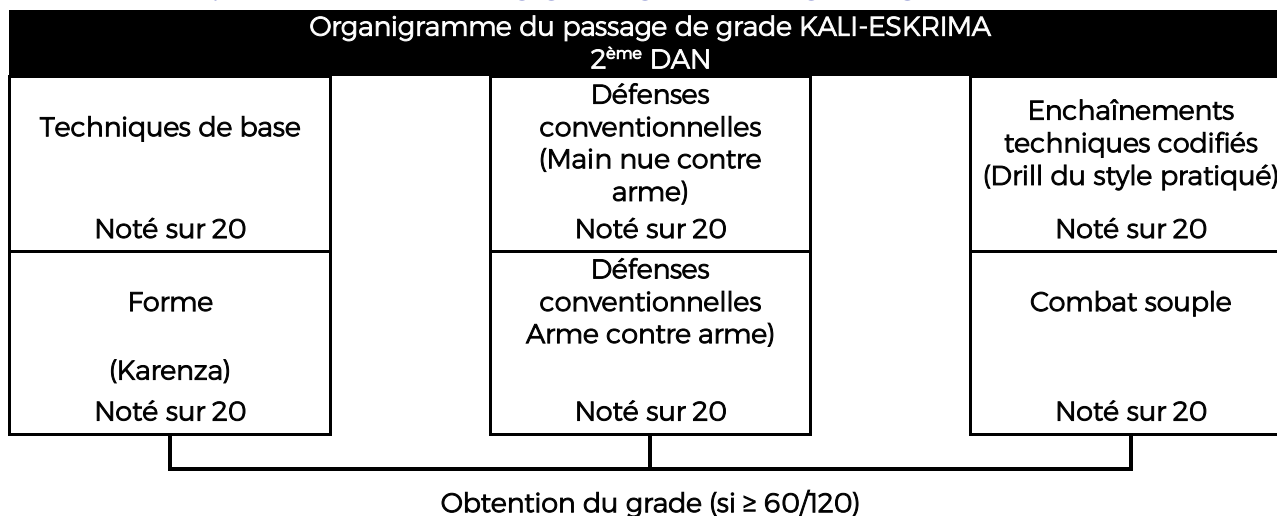 Organigramme du passage de grade KALI-ESKRIMA
2ème DAN
Techniques de base
Noté sur 20
Défenses
conventionnelles
(Main nue contre
arme)
Noté sur 20
Enchaînements
techniques codifiés
(Drill du style pratiqué)
Noté sur 20
Forme
(Karenza)
Noté sur 20
Défenses
conventionnelles
Arme contre arme)
Noté sur 20
Combat souple
Noté sur 20
Obtention du grade (si ≥ 60/120)